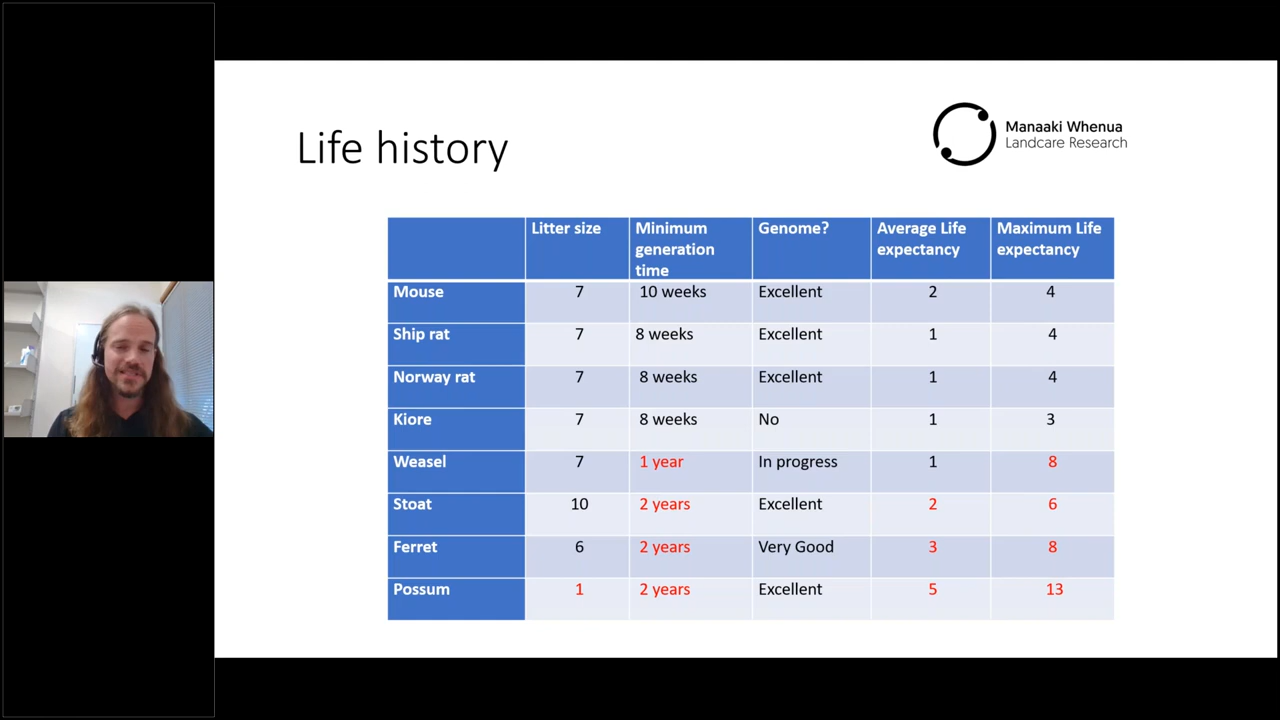 Life history
Manaaki Whenua
Landcare Research
Litter size Minimum generation time Genome? Average Life expectancy Maximum Life expectancy
Mouse 7 10 weeks Excellent 2 4
Ship rat 7 8 weeks Excellent 1 4
Norway rat 7 8 weeks Excellent 1 4
Kiore 7 8 weeks No 1 3
Weasel 7 1 year In progress 1 8
Stoat 10 2 years Excellent 2 6
Ferret 6 2 years Very Good 3 8
Possum 1 2 years Excellent 5 13